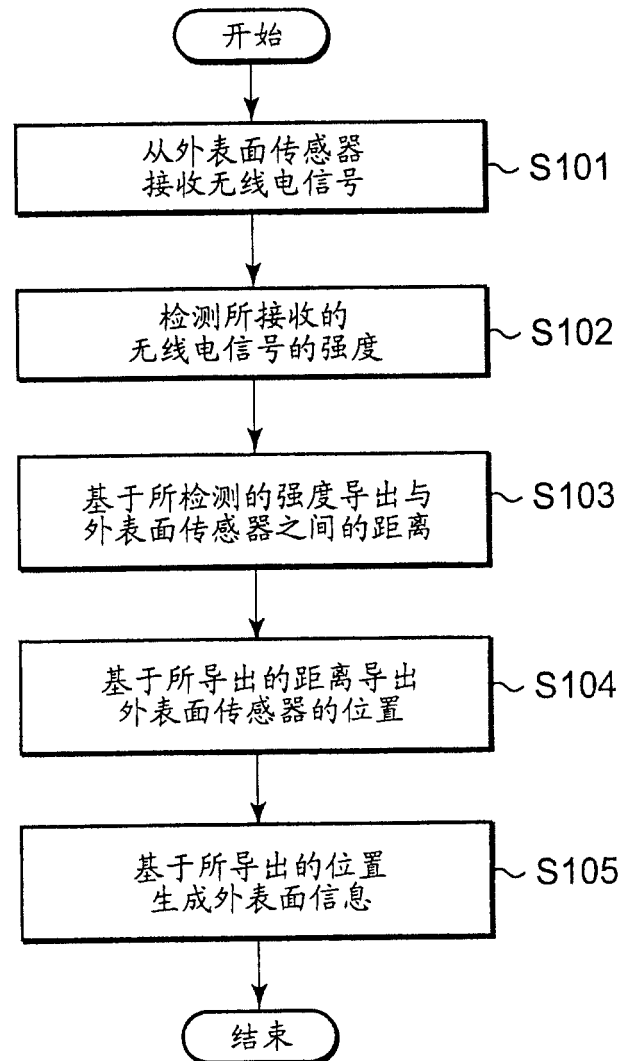 开始
从外表面传感器
接收无线电信号
S101
检测所接收的
无线电信号的强度
S102
基于所检测的强度导出与
外表面传感器之间的距离
S103
基于所导出的距离导出
外表面传感器的位置
S104
基于所导出的位置
生成外表面信息
S105
结束